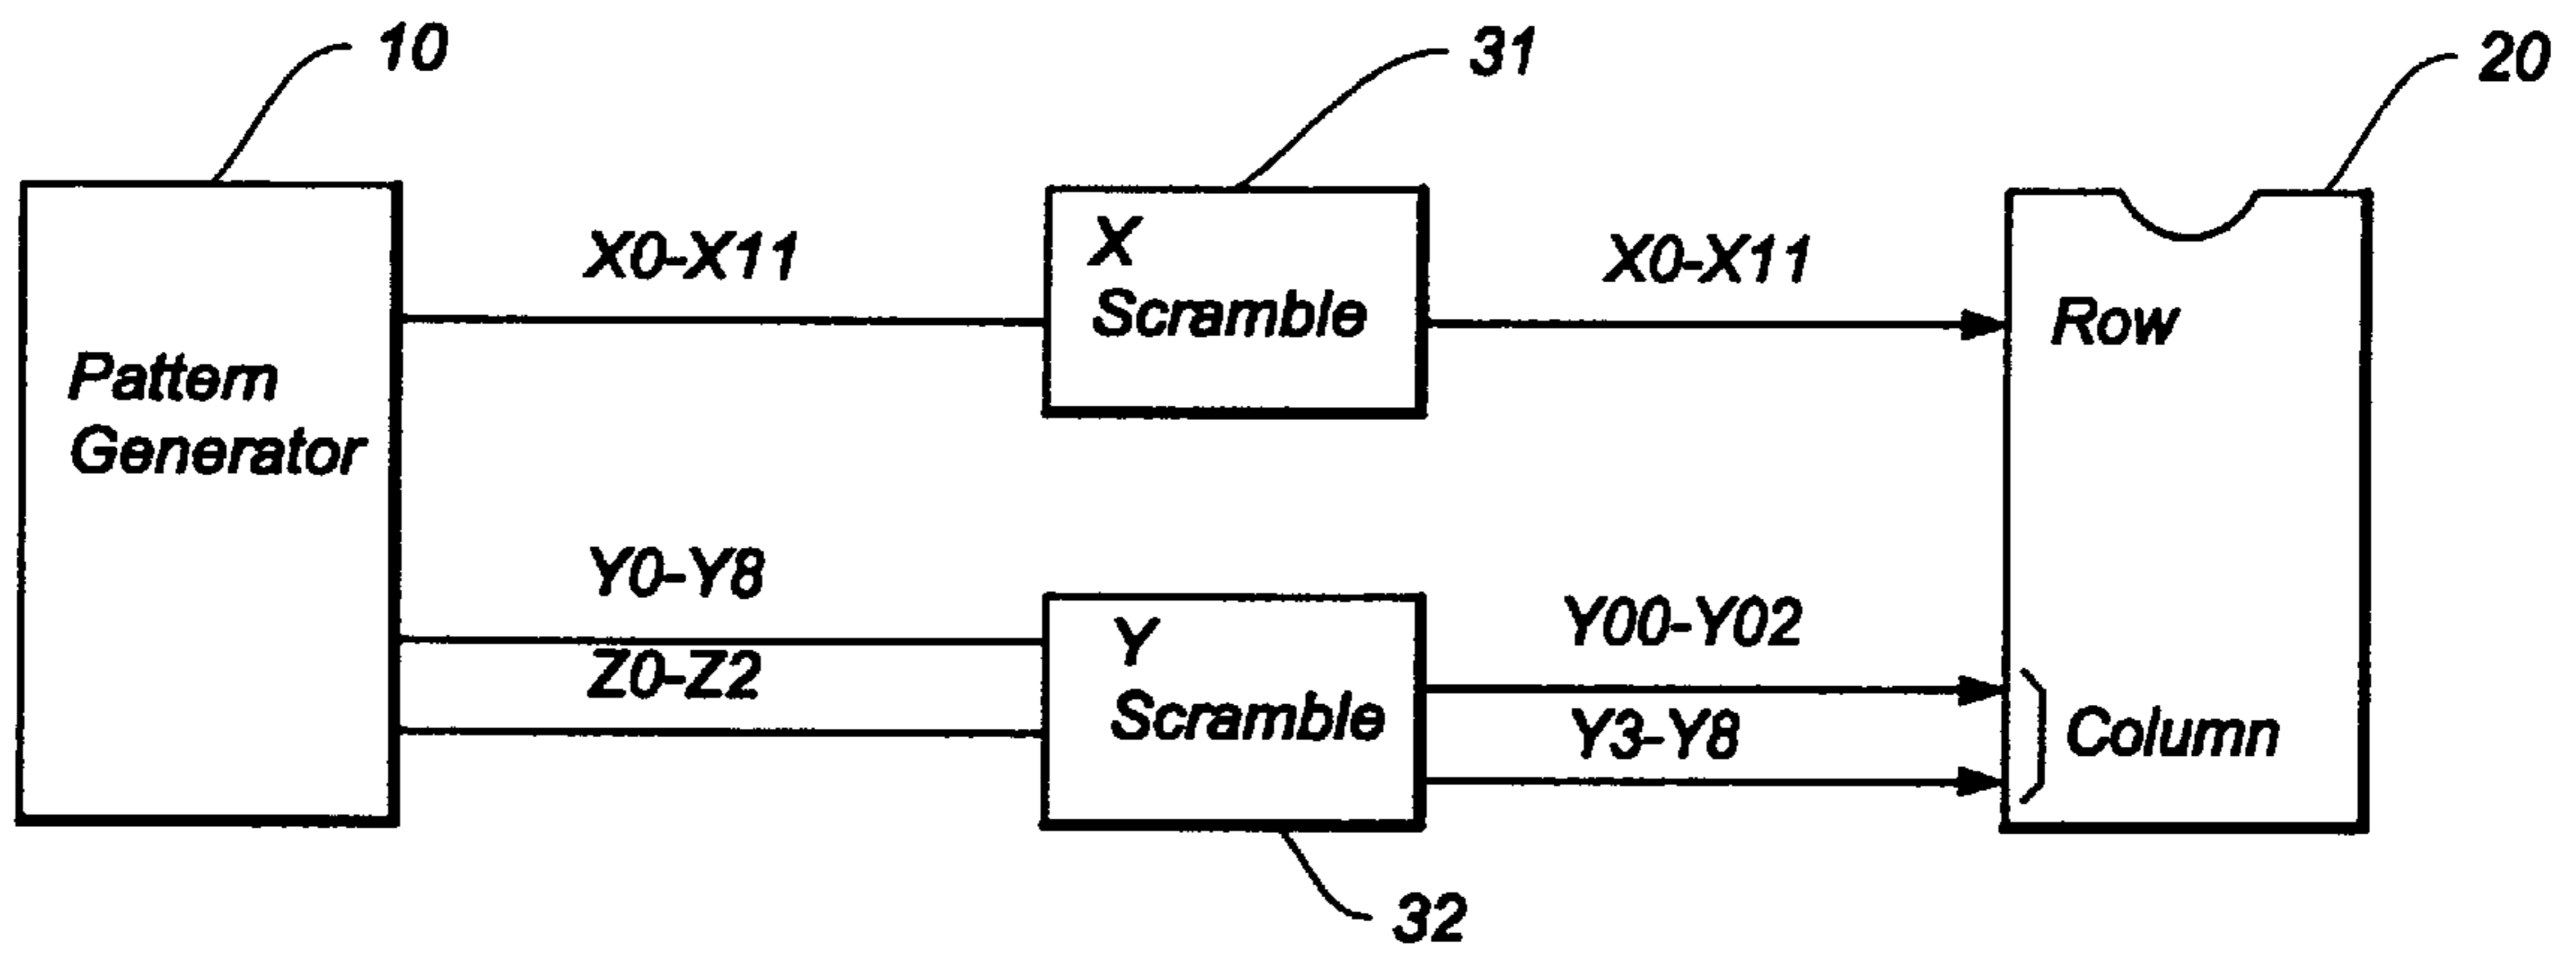 10
31
20
X0-X11
X
Scramble
X0-X11
Row
Pattern
Generator
Y0-Y8
Z0-Z2
Y
Scramble
Y00-Y02
Y3-Y8
Column
32